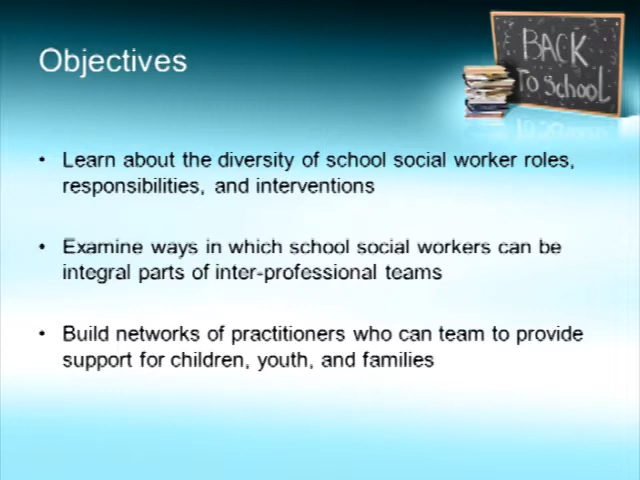 Objectives
BACK
To School
• Learn about the diversity of school social worker roles,
responsibilities, and interventions
• Examine ways in which school social workers can be
integral parts of inter-professional teams
• Build networks of practitioners who can team to provide
support for children, youth, and families